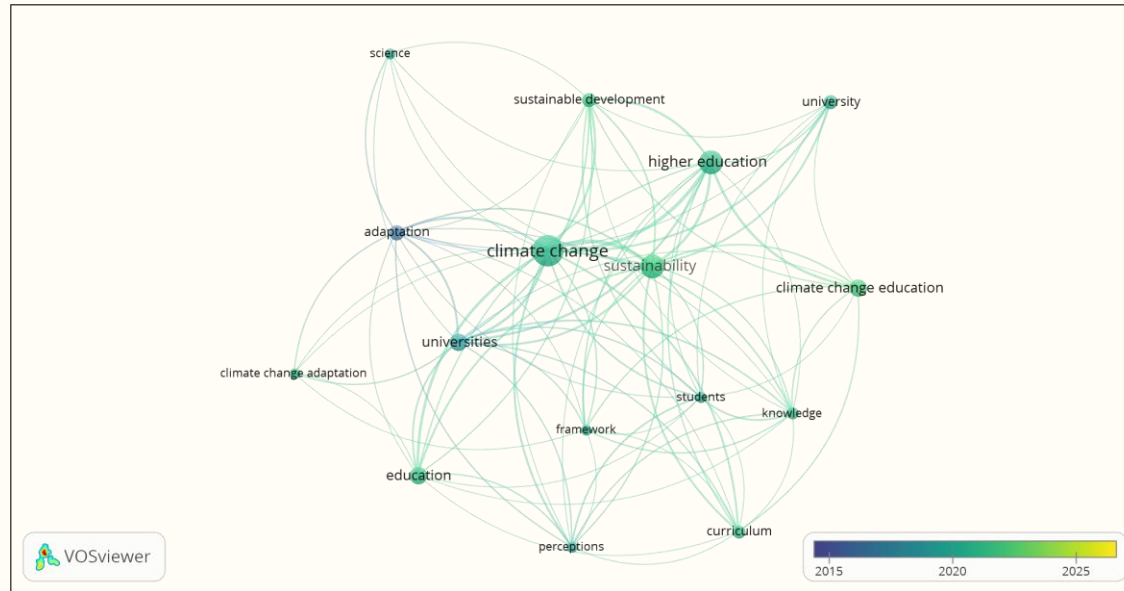 science
sustainable development
university
higher education
adaptation
climate change
sustainability
climate change education
universities
climate change adaptation
students
knowledge
framework
education
curriculum
perceptions
VOSviewer
2015
2020
2025